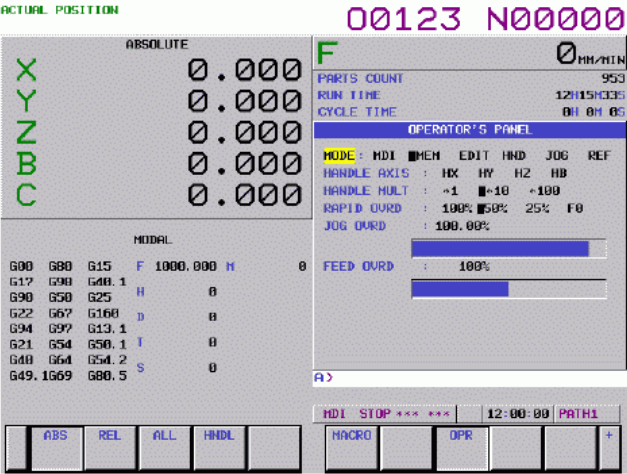 ACTUAL POSITION
O0123 N00000
ABSOLUTE
X 0.000
Y 0.000
Z 0.000
B 0.000
C 0.000
F 0 MM/MIN
PARTS COUNT 953
RUN TIME 12H15M33S
CYCLE TIME 0H 0M 0S
OPERATOR'S PANEL
MODE : MDI ■MEM EDIT HND JOG REF
HANDLE AXIS : HX HY HZ HB
HANDLE MULT : *1 ■*10 *100
RAPID OVRD : 100% ■50% 25% F0
JOG OVRD : 100.00%
FEED OVRD : 100%
MODAL
G00 G80 G15 F 1000.000 M 0
G17 G98 G40.1
G90 G50 G25 H 0
G22 G67 G160
G94 G97 G13.1 D 0
G21 G54 G50.1 T 0
G40 G64 G54.2
G49.1 G69 G80.5 S 0
A>
MDI STOP *** *** 12:00:00 PATH1
ABS REL ALL HNDL
MACRO OPR +